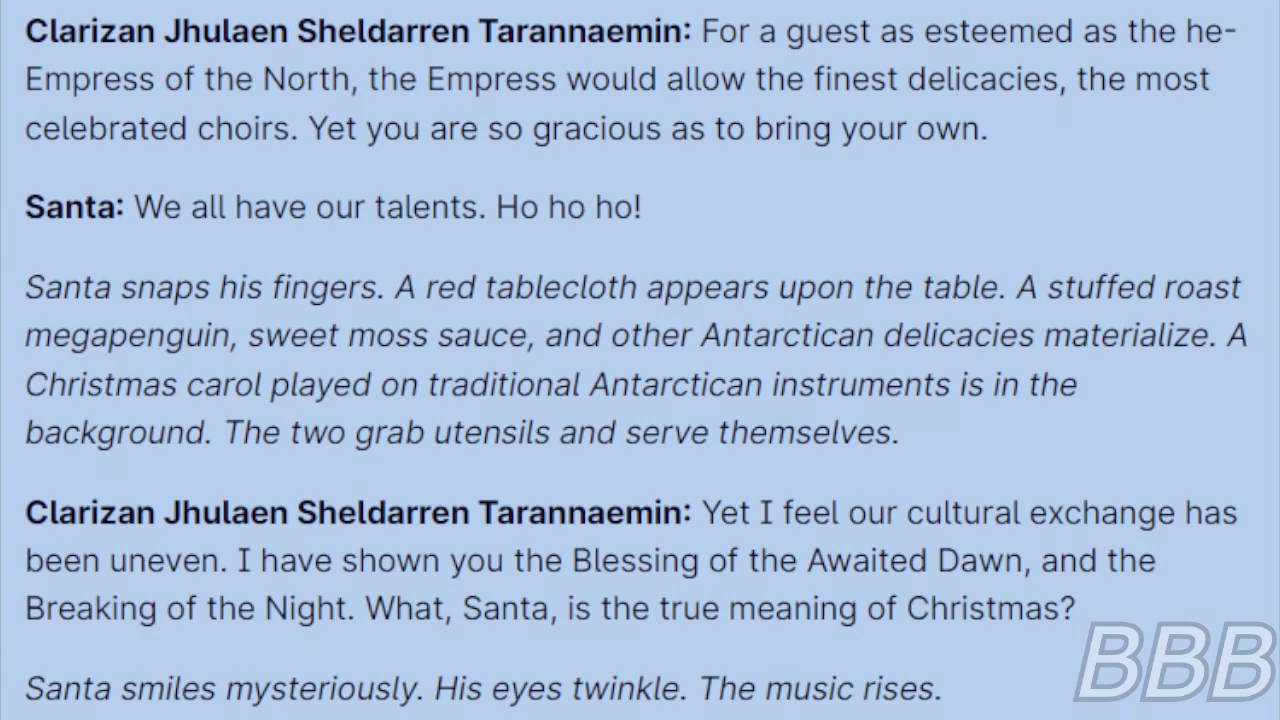 Clarizan Jhulaen Sheldarren Tarannaemin: For a guest as esteemed as the he-
Empress of the North, the Empress would allow the finest delicacies, the most
celebrated choirs. Yet you are so gracious as to bring your own.
Santa: We all have our talents. Ho ho ho!
Santa snaps his fingers. A red tablecloth appears upon the table. A stuffed roast
megapenguin, sweet moss sauce, and other Antarctican delicacies materialize. A
Christmas carol played on traditional Antarctican instruments is in the
background. The two grab utensils and serve themselves.
Clarizan Jhulaen Sheldarren Tarannaemin: Yet I feel our cultural exchange has
been uneven. I have shown you the Blessing of the Awaited Dawn, and the
Breaking of the Night. What, Santa, is the true meaning of Christmas?
Santa smiles mysteriously. His eyes twinkle. The music rises.
BBB